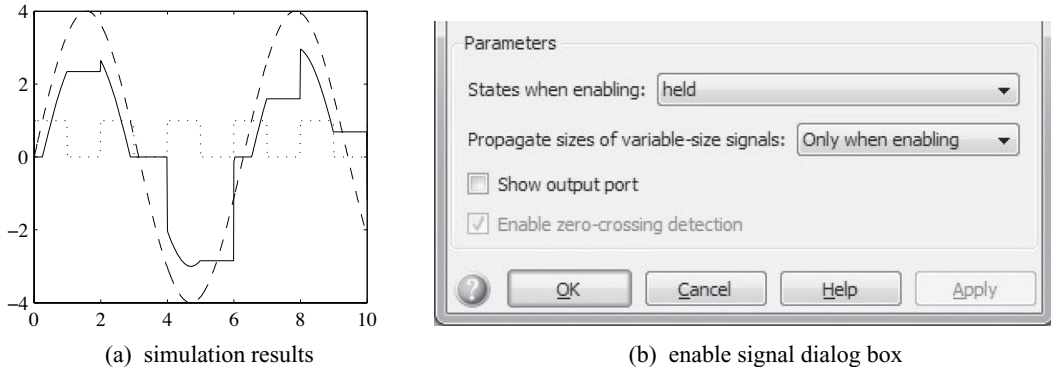 4
2
0
−2
−4
0 2 4 6 8 10
(a) simulation results
Parameters
States when enabling: held
Propagate sizes of variable-size signals: Only when enabling
Show output port
Enable zero-crossing detection
? OK Cancel Help Apply
(b) enable signal dialog box